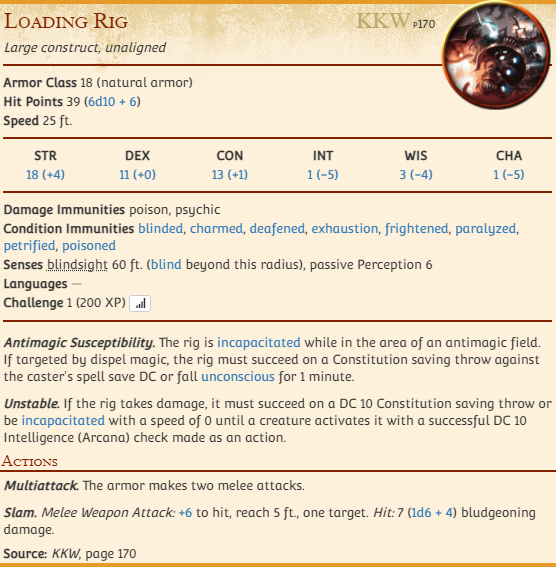 Loading Rig KKW P170
Large construct, unaligned
Armor Class 18 (natural armor)
Hit Points 39 (6d10 + 6)
Speed 25 ft.
STR DEX CON INT WIS CHA
18 (+4) 11 (+0) 13 (+1) 1 (−5) 3 (−4) 1 (−5)
Damage Immunities poison, psychic
Condition Immunities blinded, charmed, deafened, exhaustion, frightened, paralyzed,
petrified, poisoned
Senses blindsight 60 ft. (blind beyond this radius), passive Perception 6
Languages —
Challenge 1 (200 XP)
Antimagic Susceptibility. The rig is incapacitated while in the area of an antimagic field.
If targeted by dispel magic, the rig must succeed on a Constitution saving throw against
the caster's spell save DC or fall unconscious for 1 minute.
Unstable. If the rig takes damage, it must succeed on a DC 10 Constitution saving throw or
be incapacitated with a speed of 0 until a creature activates it with a successful DC 10
Intelligence (Arcana) check made as an action.
Actions
Multiattack. The armor makes two melee attacks.
Slam. Melee Weapon Attack: +6 to hit, reach 5 ft., one target. Hit: 7 (1d6 + 4) bludgeoning
damage.
Source: KKW, page 170